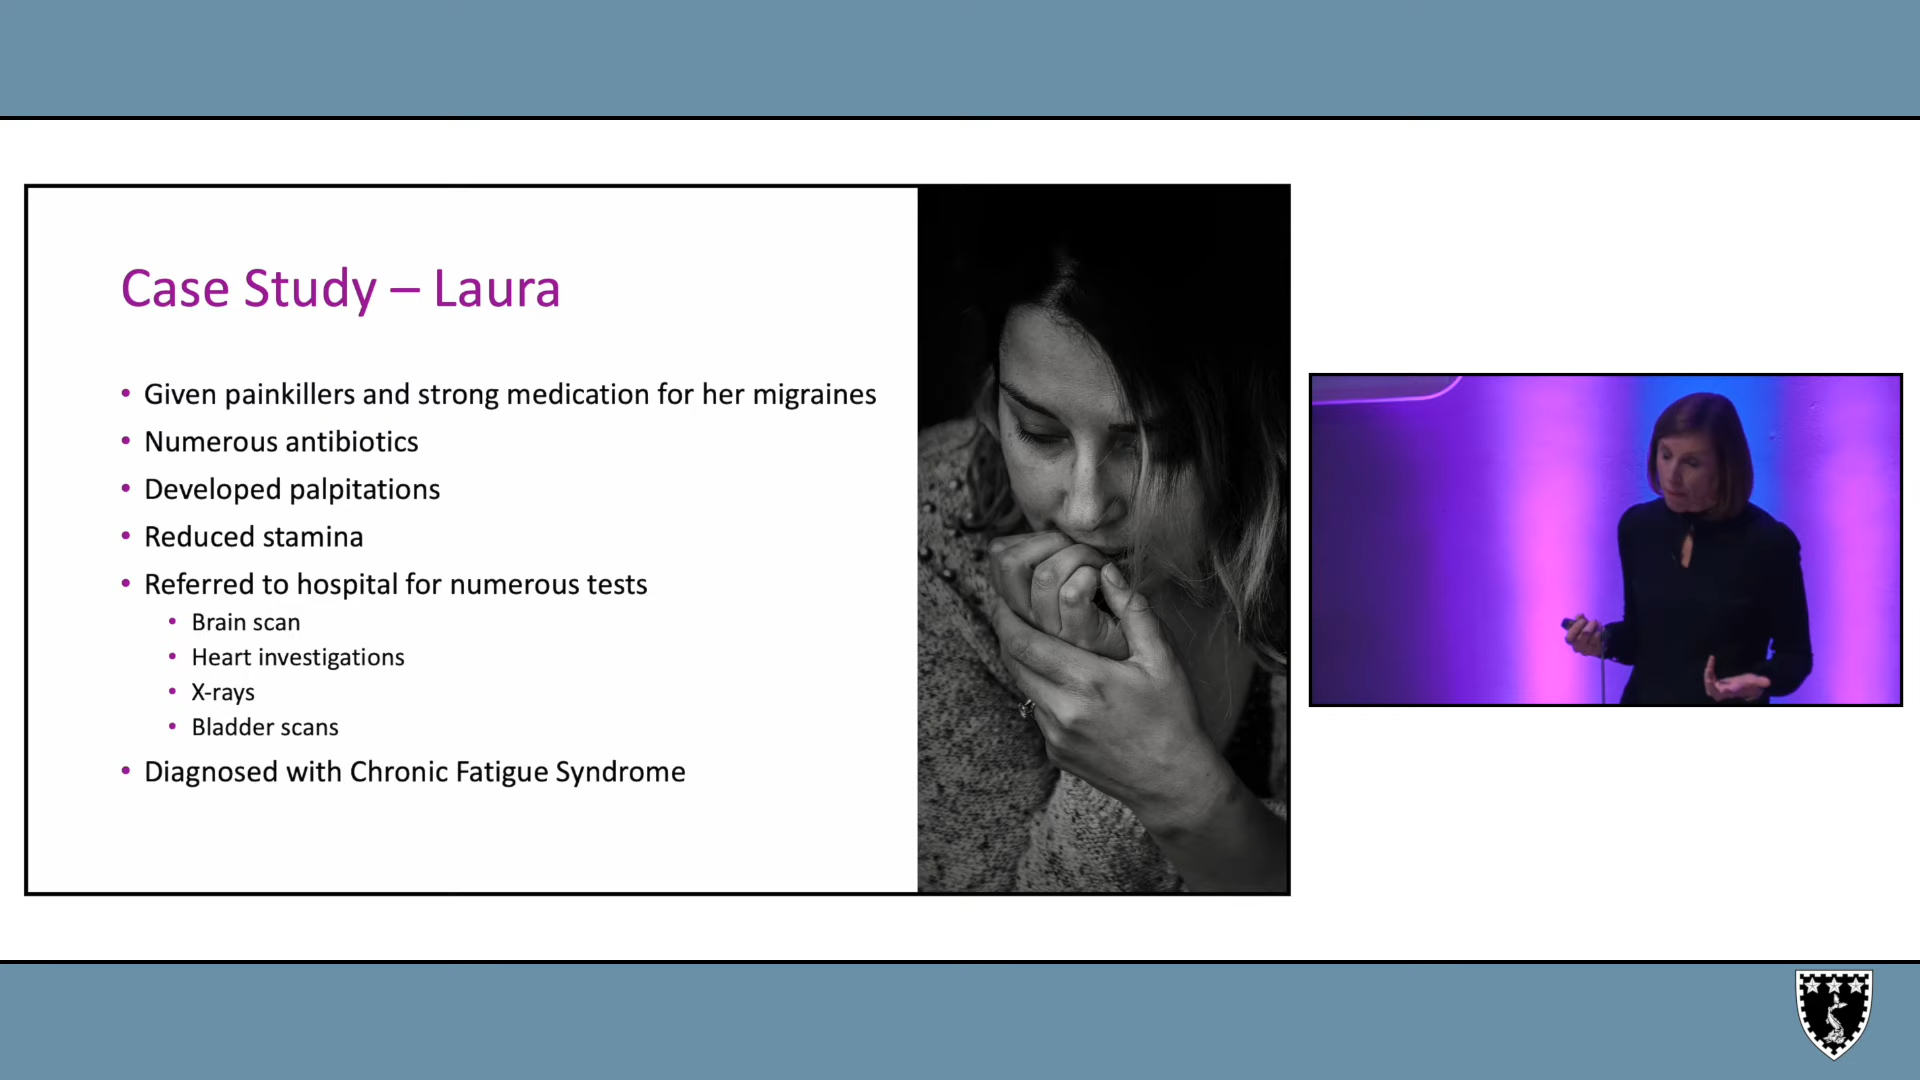 Case Study – Laura
• Given painkillers and strong medication for her migraines
• Numerous antibiotics
• Developed palpitations
• Reduced stamina
• Referred to hospital for numerous tests
• Brain scan
• Heart investigations
• X-rays
• Bladder scans
• Diagnosed with Chronic Fatigue Syndrome